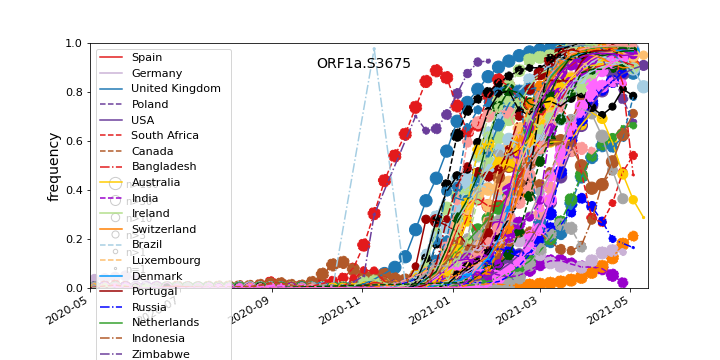 ORF1a.S3675
frequency
1.0
0.8
0.6
0.4
0.2
0.0
2020-05
2020-09
2020-11
2021-01
2021-03
2021-05
Spain
Germany
United Kingdom
Poland
USA
South Africa
Canada
Bangladesh
Australia
India
Ireland
Switzerland
Brazil
Luxembourg
Denmark
Portugal
Russia
Netherlands
Indonesia
Zimbabwe